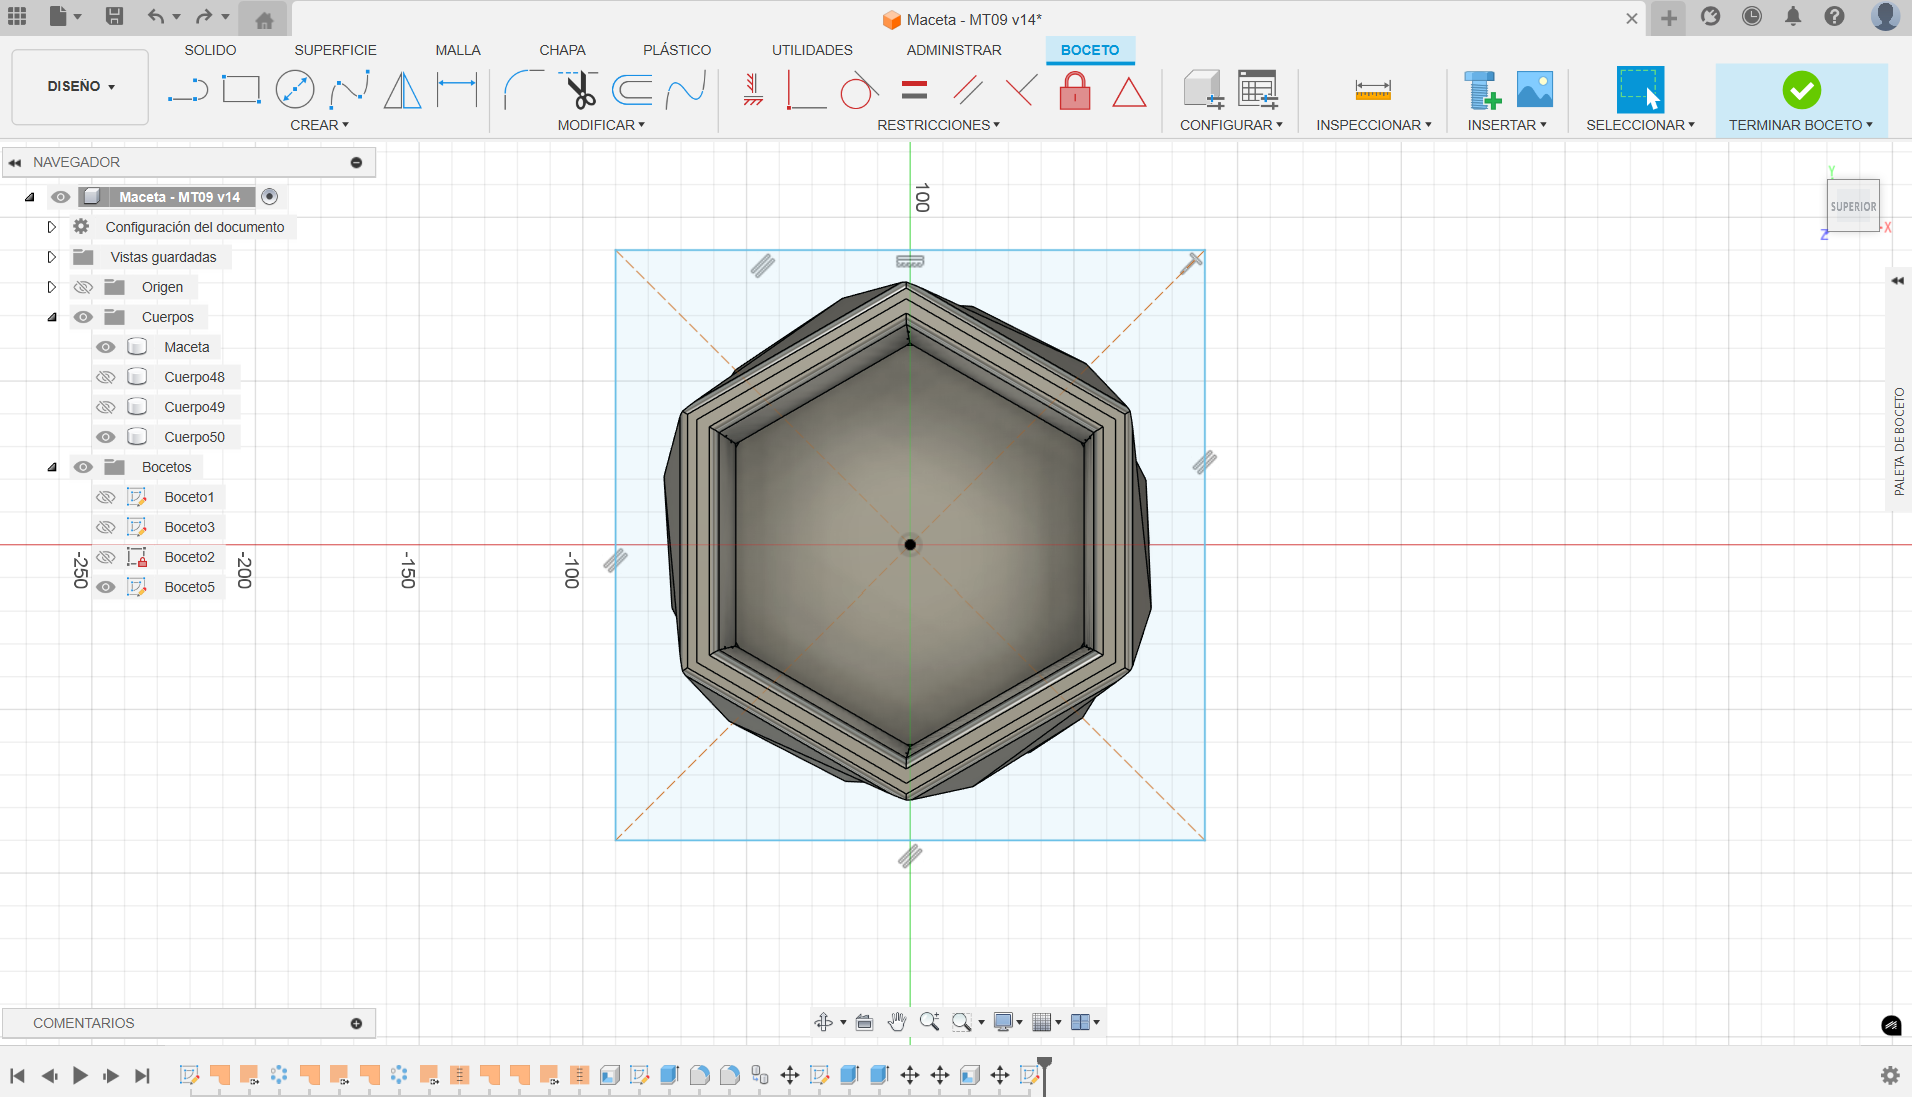 Maceta - MT09 v14*
SOLIDO SUPERFICIE MALLA CHAPA PLÁSTICO UTILIDADES ADMINISTRAR BOCETO
DISEÑO
CREAR MODIFICAR RESTRICCIONES CONFIGURAR INSPECCIONAR INSERTAR SELECCIONAR TERMINAR BOCETO
NAVEGADOR
Maceta - MT09 v14
Configuración del documento
Vistas guardadas
Origen
Cuerpos
Maceta
Cuerpo48
Cuerpo49
Cuerpo50
Bocetos
Boceto1
Boceto3
Boceto2
Boceto5
100
-250
-200
-150
-100
Y
SUPERIOR
X
Z
PALETA DE BOCETO
COMENTARIOS